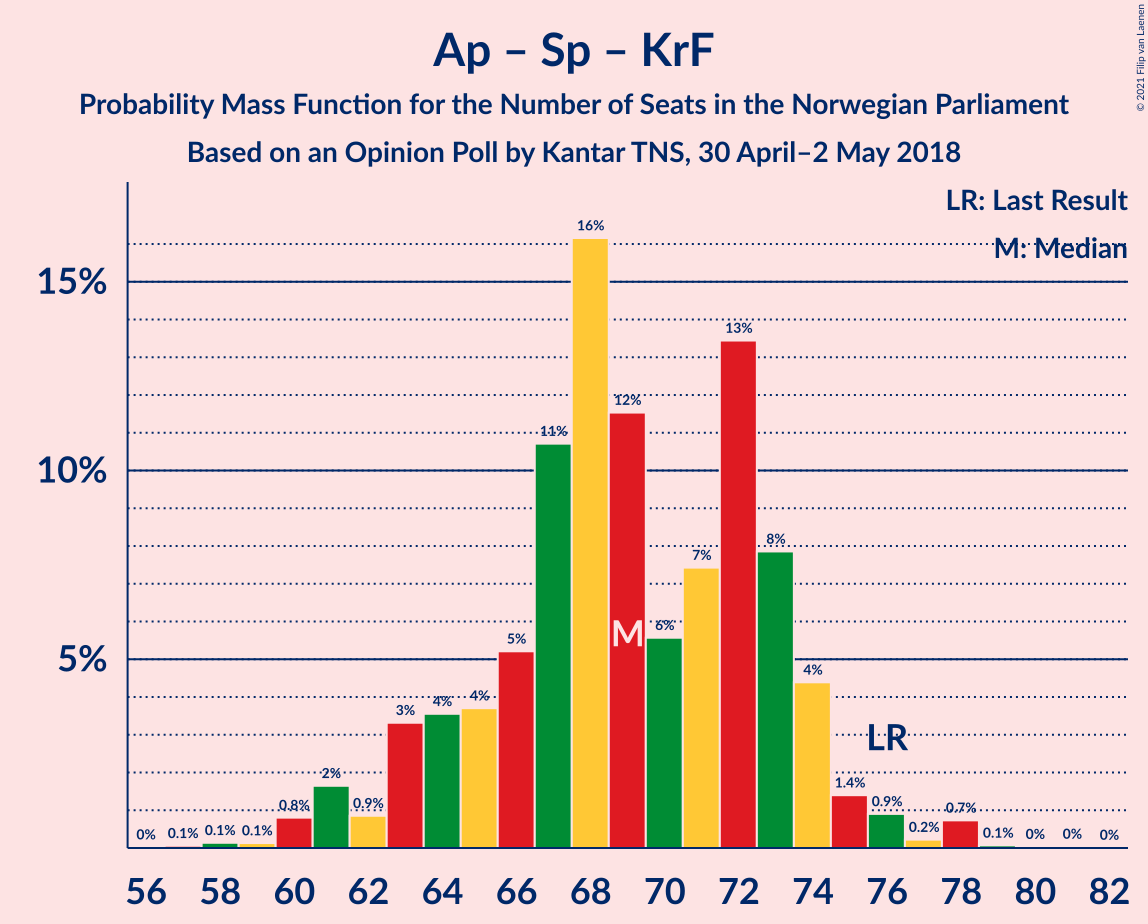 Ap – Sp – KrF
Probability Mass Function for the Number of Seats in the Norwegian Parliament
Based on an Opinion Poll by Kantar TNS, 30 April–2 May 2018
© 2021 Filip van Laenen
LR: Last Result
M: Median
15%
10%
5%
0% 0.1% 0.1% 0.1% 0.8% 2% 0.9% 3% 4% 4% 5% 11% 16% 12% 6% 7% 13% 8% 4% 1.4% 0.9% 0.2% 0.7% 0.1% 0% 0% 0%
M
LR
56 58 60 62 64 66 68 70 72 74 76 78 80 82